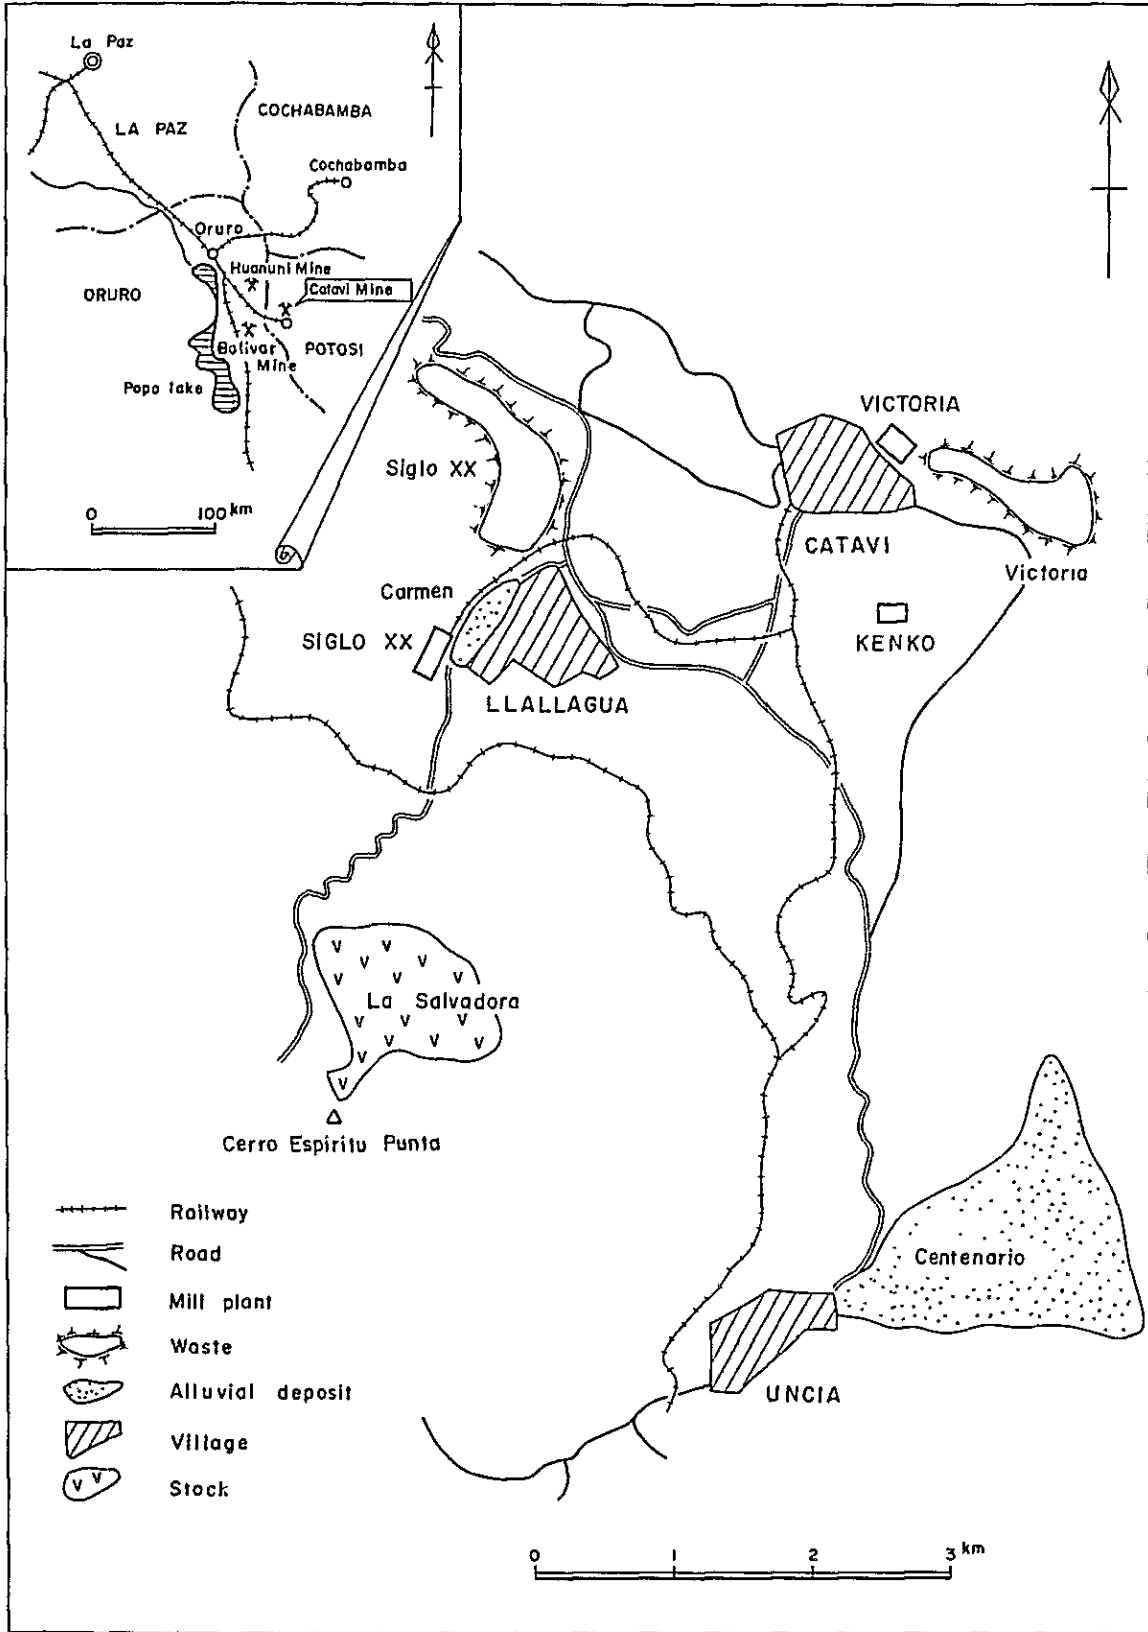 La Paz
COCHABAMBA
LA PAZ
Cochabamba
Oruro
Huanuni Mine
Catavi Mine
ORURO
Bolivar
Mine
POTOSI
Popo lake
0 100 km
VICTORIA
Siglo XX
CATAVI
Victoria
Carmen
SIGLO XX
KENKO
LLALLAGUA
La Salvadora
Cerro Espiritu Punta
Centenario
UNCIA
Railway
Road
Mill plant
Waste
Alluvial deposit
Village
Stock
V V
0 1 2 3 km